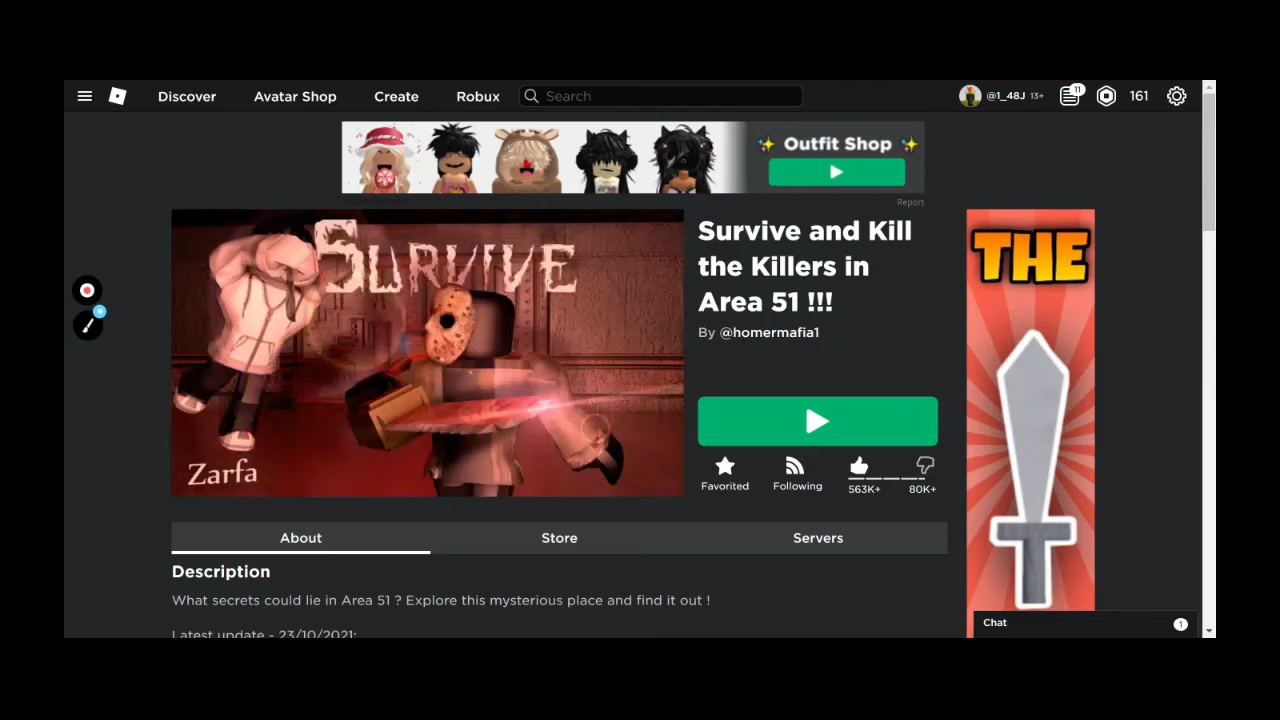 Discover Avatar Shop Create Robux Search @1_48J 13+ 11 161
✨ Outfit Shop ✨
Report
SURVIVE
Zarfa
Survive and Kill
the Killers in
Area 51 !!!
By @homermafia1
Favorited Following 563K+ 80K+
THE
About Store Servers
Description
What secrets could lie in Area 51 ? Explore this mysterious place and find it out !
Latest update - 23/10/2021:
Chat 1